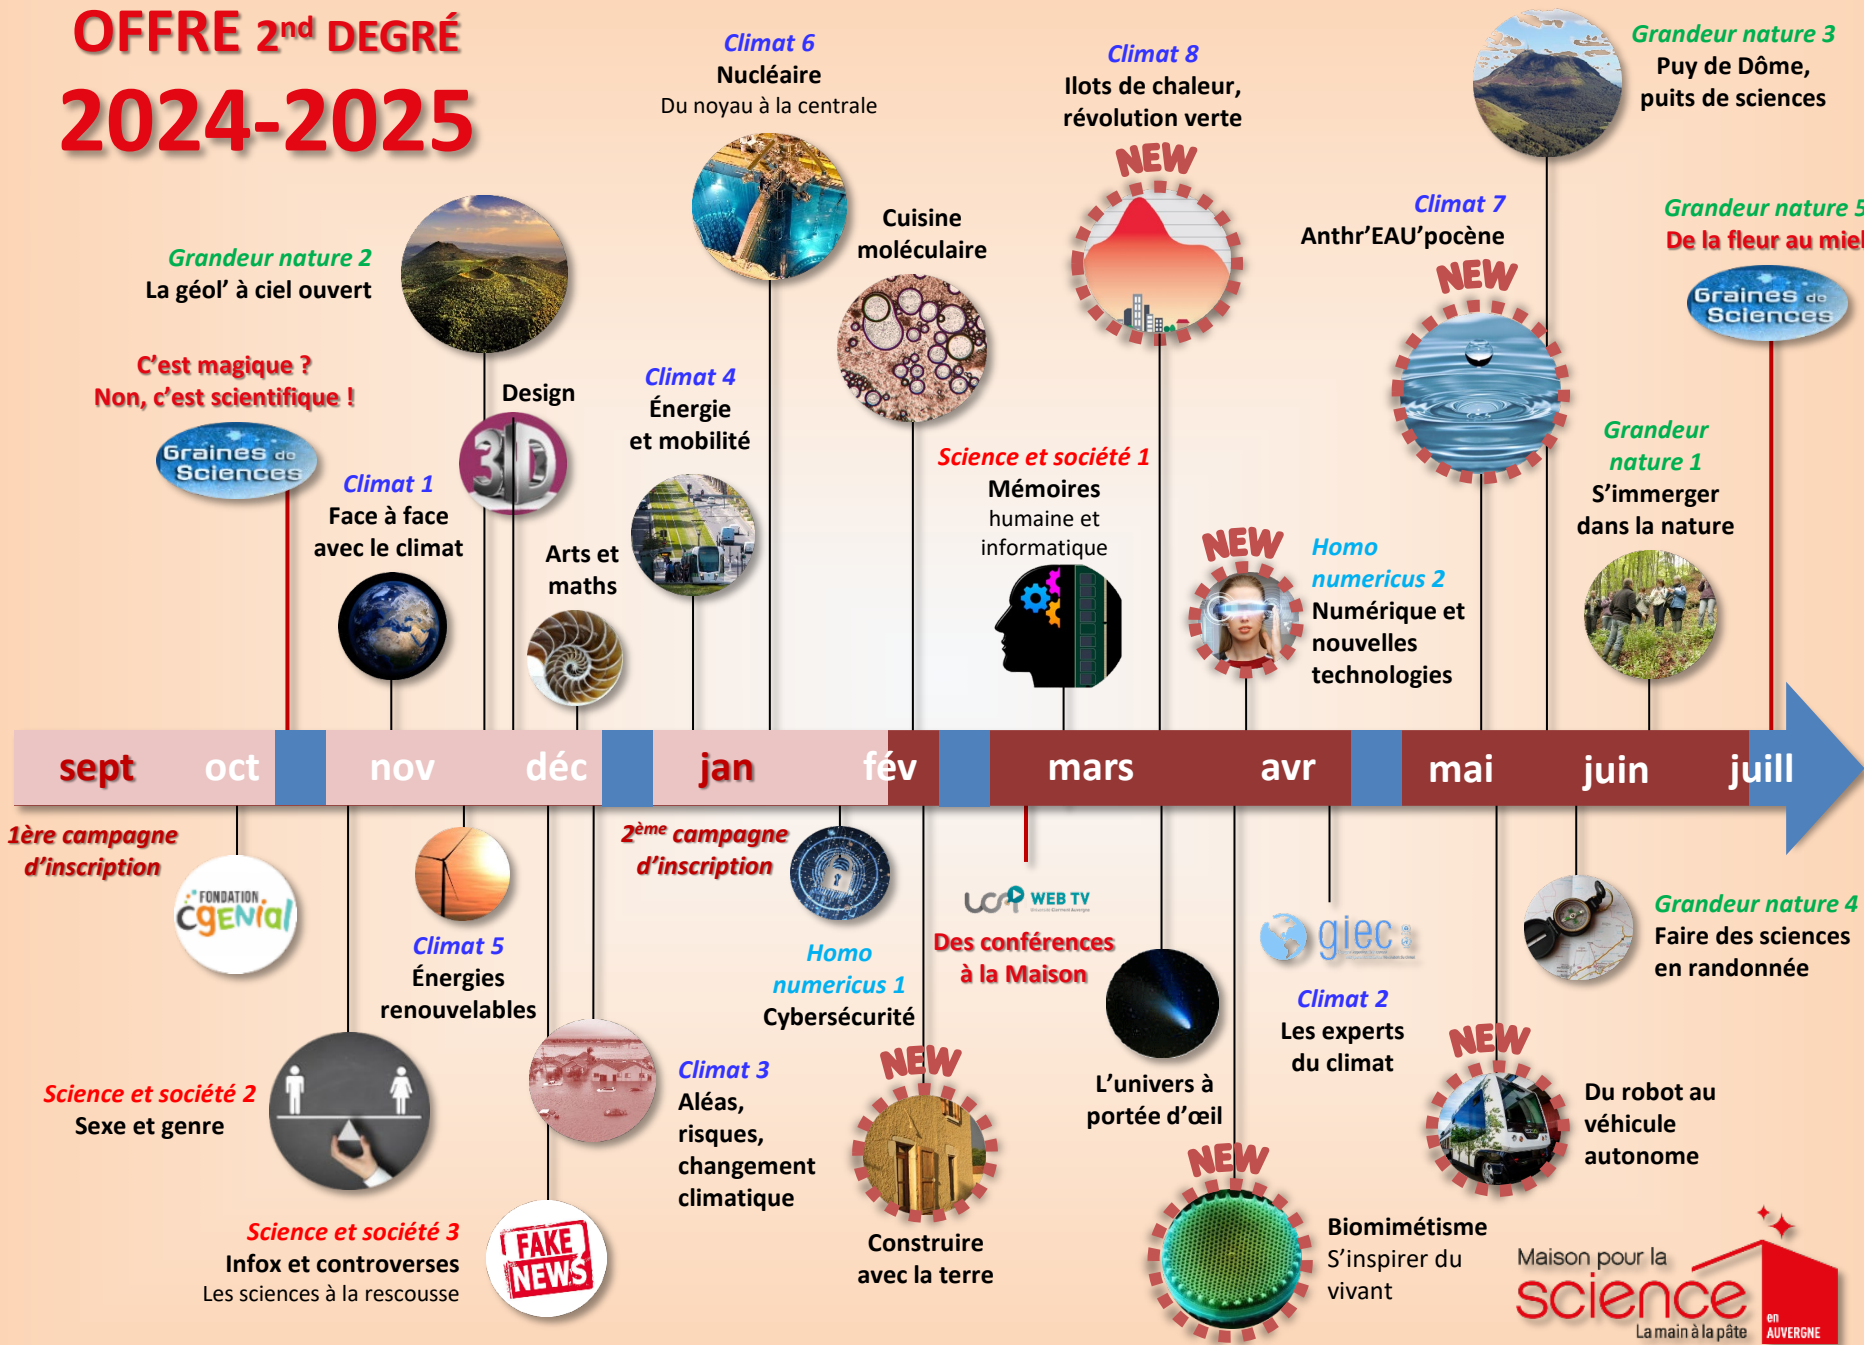 OFFRE 2nd DEGRÉ
2024-2025
Climat 6
Nucléaire
Du noyau à la centrale
Climat 8
Ilots de chaleur,
révolution verte
NEW
Grandeur nature 3
Puy de Dôme,
puits de sciences
Grandeur nature 2
La géol' à ciel ouvert
Cuisine
moléculaire
Climat 7
Anthr'EAU'pocène
NEW
Grandeur nature 5
De la fleur au miel
Graines de
Sciences
C'est magique ?
Non, c'est scientifique !
Graines de
Sciences
Design
3D
Climat 4
Énergie
et mobilité
Climat 1
Face à face
avec le climat
Arts et
maths
Science et société 1
Mémoires
humaine et
informatique
NEW
Homo
numericus 2
Numérique et
nouvelles
technologies
Grandeur
nature 1
S'immerger
dans la nature
sept oct nov déc jan fév mars avr mai juin juill
1ère campagne
d'inscription
FONDATION
CGENIAL
Climat 5
Énergies
renouvelables
2ème campagne
d'inscription
Homo
numericus 1
Cybersécurité
UCA WEB TV
Des conférences
à la Maison
giec
Climat 2
Les experts
du climat
Grandeur nature 4
Faire des sciences
en randonnée
Science et société 2
Sexe et genre
Climat 3
Aléas,
risques,
changement
climatique
NEW
Construire
avec la terre
L'univers à
portée d'œil
NEW
Du robot au
véhicule
autonome
Science et société 3
Infox et controverses
Les sciences à la rescousse
FAKE
NEWS
NEW
Biomimétisme
S'inspirer du
vivant
Maison pour la
science
La main à la pâte
en
AUVERGNE